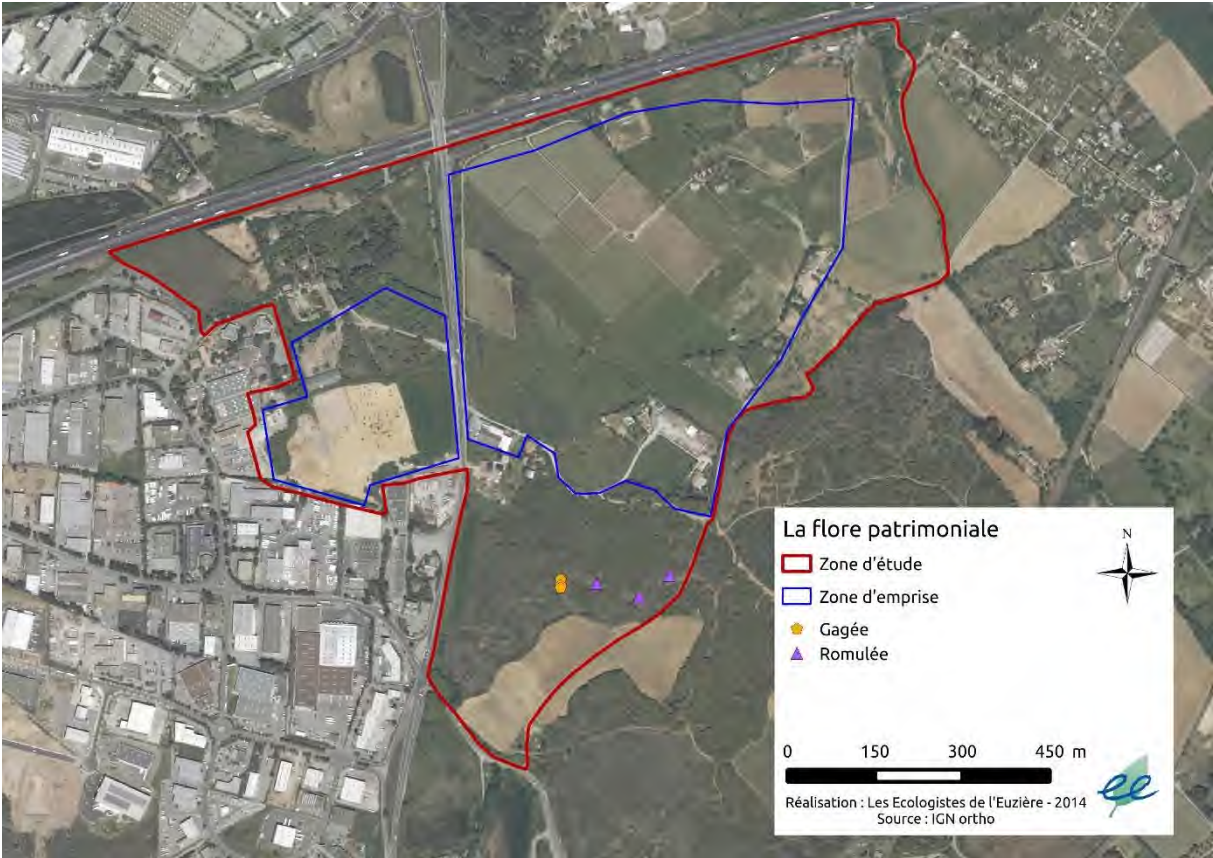 La flore patrimoniale
N
Zone d'étude
Zone d'emprise
Gagée
Romulée
0 150 300 450 m
Réalisation : Les Ecologistes de l'Euzière - 2014
Source : IGN ortho
ee